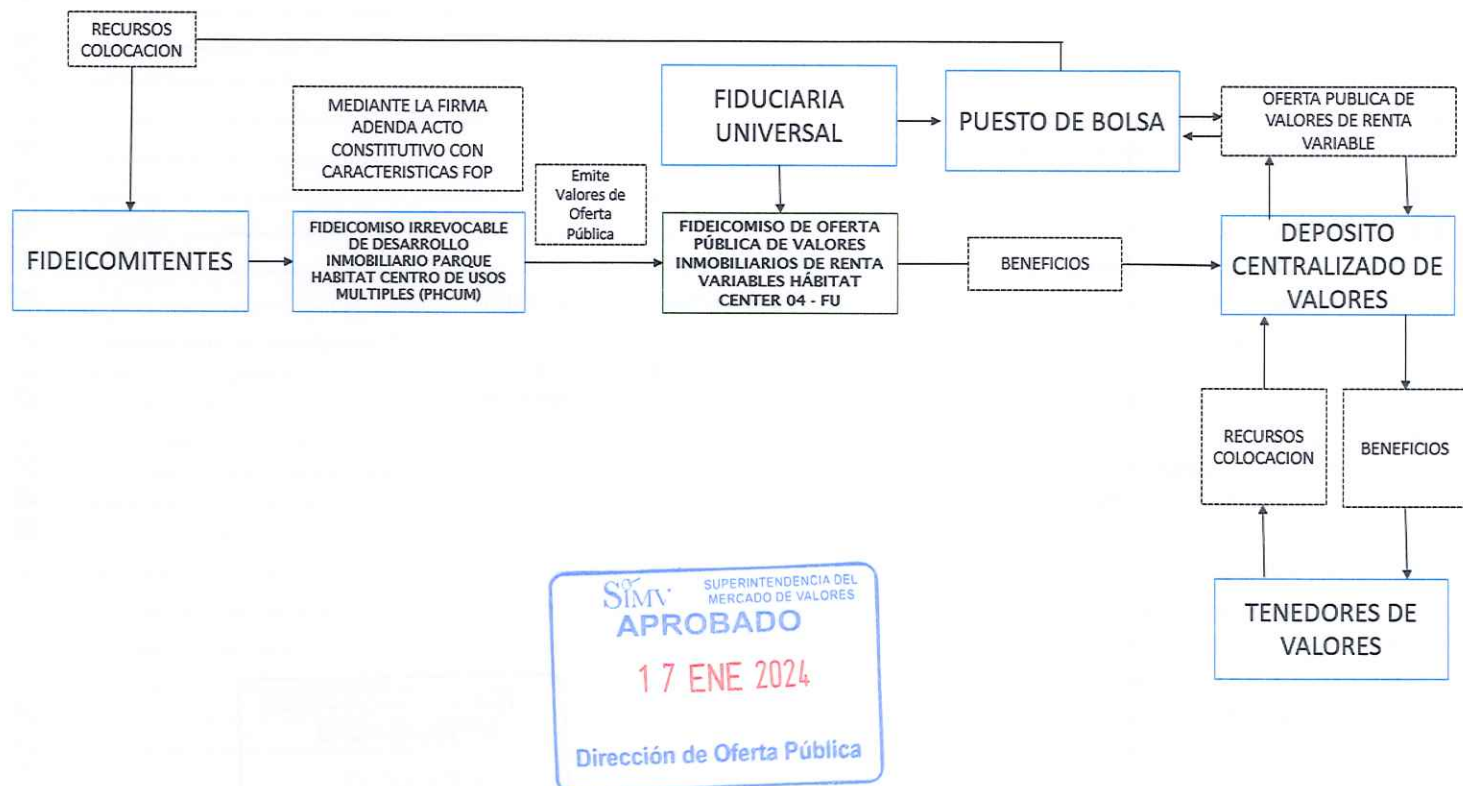 RECURSOS
COLOCACION
MEDIANTE LA FIRMA
ADENDA ACTO
CONSTITUTIVO CON
CARACTERISTICAS FOP
FIDUCIARIA
UNIVERSAL
PUESTO DE BOLSA
OFERTA PUBLICA DE
VALORES DE RENTA
VARIABLE
Emite
Valores de
Oferta
Pública
FIDEICOMITENTES
FIDEICOMISO IRREVOCABLE
DE DESARROLLO
INMOBILIARIO PARQUE
HABITAT CENTRO DE USOS
MULTIPLES (PHCUM)
FIDEICOMISO DE OFERTA
PÚBLICA DE VALORES
INMOBILIARIOS DE RENTA
VARIABLES HÁBITAT
CENTER 04 - FU
BENEFICIOS
DEPOSITO
CENTRALIZADO DE
VALORES
RECURSOS
COLOCACION
BENEFICIOS
TENEDORES DE
VALORES
SIMV
SUPERINTENDENCIA DEL
MERCADO DE VALORES
APROBADO
17 ENE 2024
Dirección de Oferta Pública